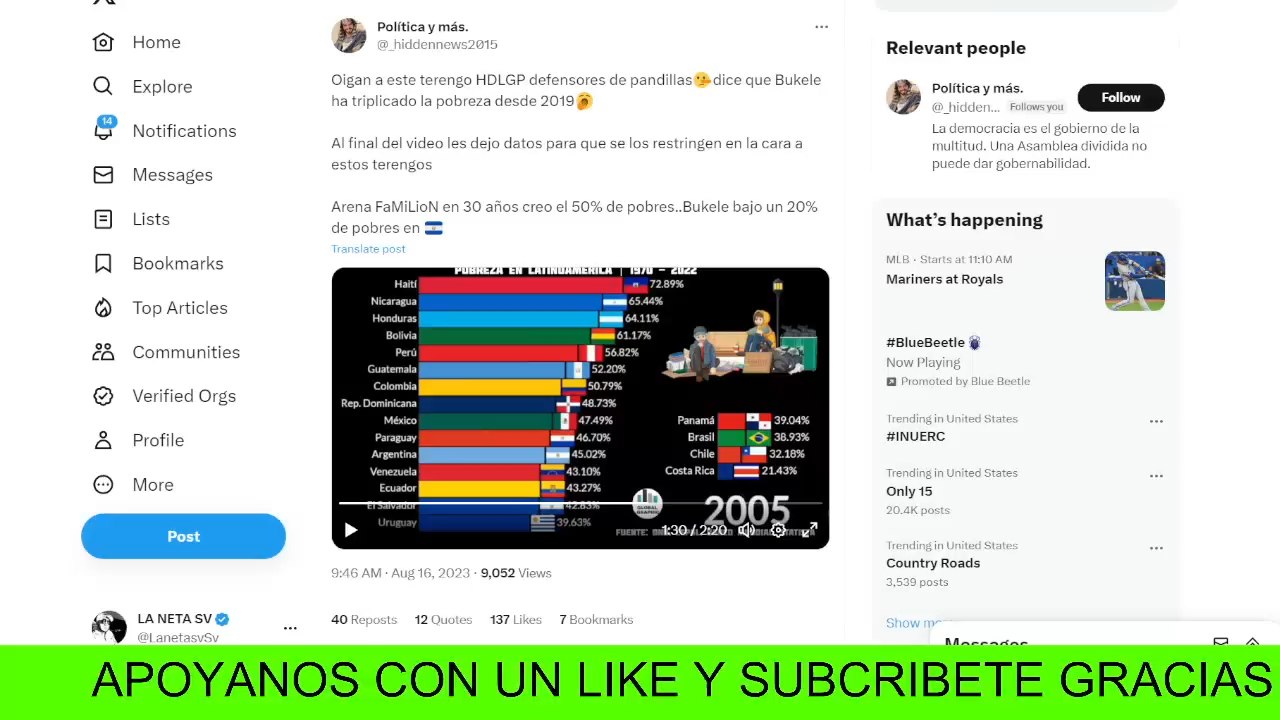 Home
Explore
14
Notifications
Messages
Lists
Bookmarks
Top Articles
Communities
Verified Orgs
Profile
More
Post
LA NETA SV
@LanetasvSv
Política y más.
@_hiddennews2015
Oigan a este terengo HDLGP defensores de pandillas🤥dice que Bukele
ha triplicado la pobreza desde 2019🥱
Al final del video les dejo datos para que se los restringen en la cara a
estos terengos
Arena FaMiLioN en 30 años creo el 50% de pobres..Bukele bajo un 20%
de pobres en 🇸🇻
Translate post
POBREZA EN LATINOAMÉRICA | 1970 - 2022
Haití 72.89%
Nicaragua 65.44%
Honduras 64.11%
Bolivia 61.17%
Perú 56.82%
Guatemala 52.20%
Colombia 50.79%
Rep. Dominicana 48.73%
México 47.49%
Paraguay 46.70%
Argentina 45.02%
Venezuela 43.10%
Ecuador 43.27%
El Salvador 42.83%
Uruguay 39.63%
Panamá 39.04%
Brasil 38.93%
Chile 32.18%
Costa Rica 21.43%
2005
1:30 / 2:20
9:46 AM · Aug 16, 2023 · 9,052 Views
40 Reposts 12 Quotes 137 Likes 7 Bookmarks
Relevant people
Política y más.
@_hidden... Follows you
Follow
La democracia es el gobierno de la
multitud. Una Asamblea dividida no
puede dar gobernabilidad.
What's happening
MLB · Starts at 11:10 AM
Mariners at Royals
#BlueBeetle
Now Playing
Promoted by Blue Beetle
Trending in United States
#INUERC
Trending in United States
Only 15
20.4K posts
Trending in United States
Country Roads
3,539 posts
Show more
Messages
APOYANOS CON UN LIKE Y SUBCRIBETE GRACIAS